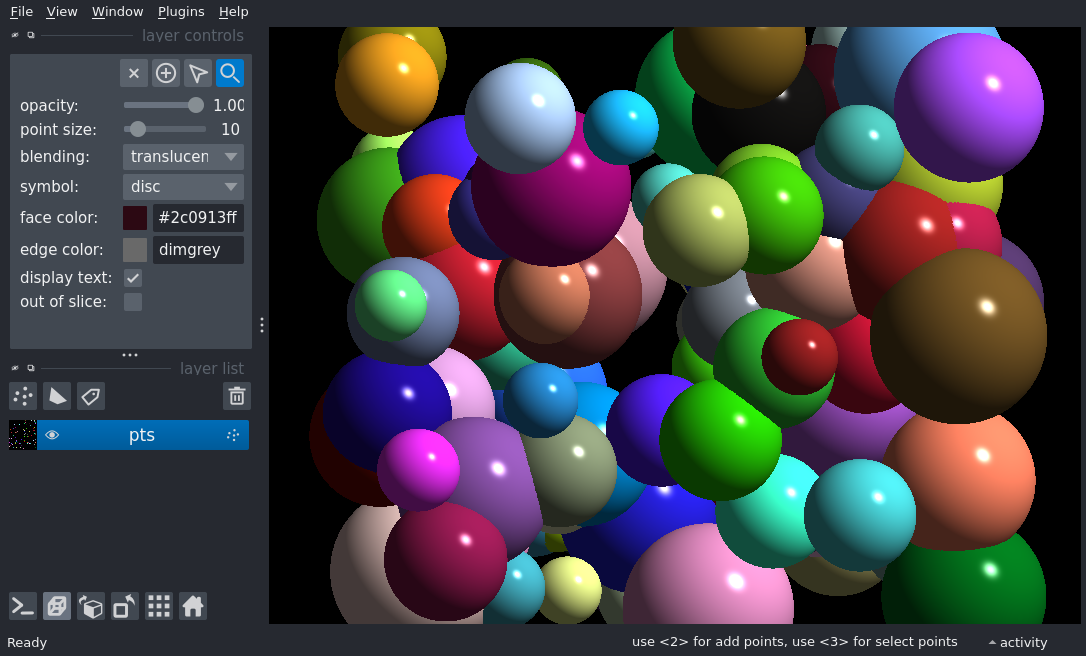 File View Window Plugins Help
layer controls
opacity: 1.00
point size: 10
blending: translucen
symbol: disc
face color: #2c0913ff
edge color: dimgrey
display text:
out of slice:
layer list
pts
Ready use <2> for add points, use <3> for select points activity